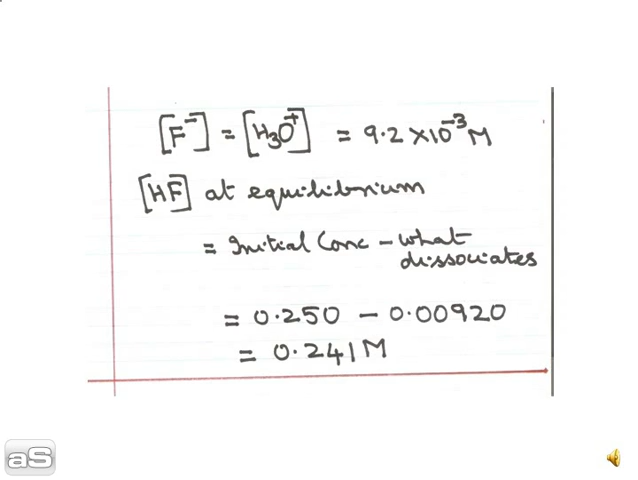 [F⁻] = [H₃O⁺] = 9.2 × 10⁻³ M
[HF] at equilibrium
= Initial Conc – what
dissociates
= 0.250 – 0.00920
= 0.241 M
aS